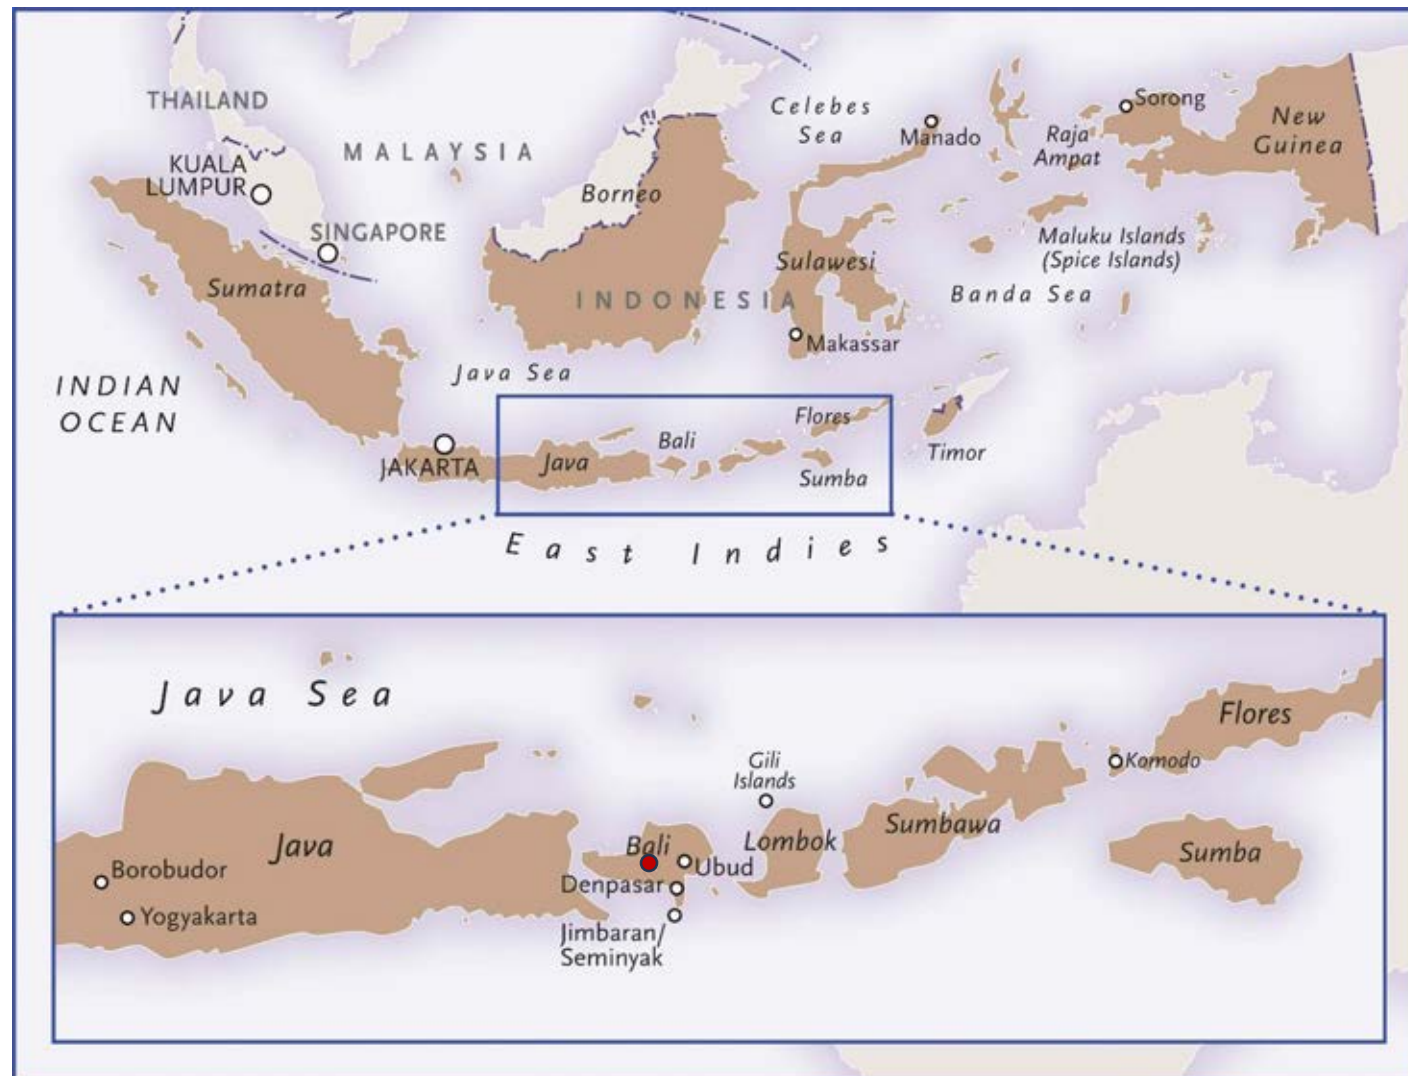 THAILAND
KUALA
LUMPUR
MALAYSIA
SINGAPORE
Sumatra
Borneo
Celebes
Sea
Manado
Raja
Ampat
Sorong
New
Guinea
Maluku Islands
(Spice Islands)
Sulawesi
INDONESIA
Banda Sea
Makassar
Java Sea
INDIAN
OCEAN
JAKARTA
Java
Bali
Flores
Sumba
Timor
East Indies
Java Sea
Flores
Komodo
Gili
Islands
Lombok
Sumbawa
Sumba
Java
Bali
Ubud
Borobudor
Denpasar
Yogyakarta
Jimbaran/
Seminyak